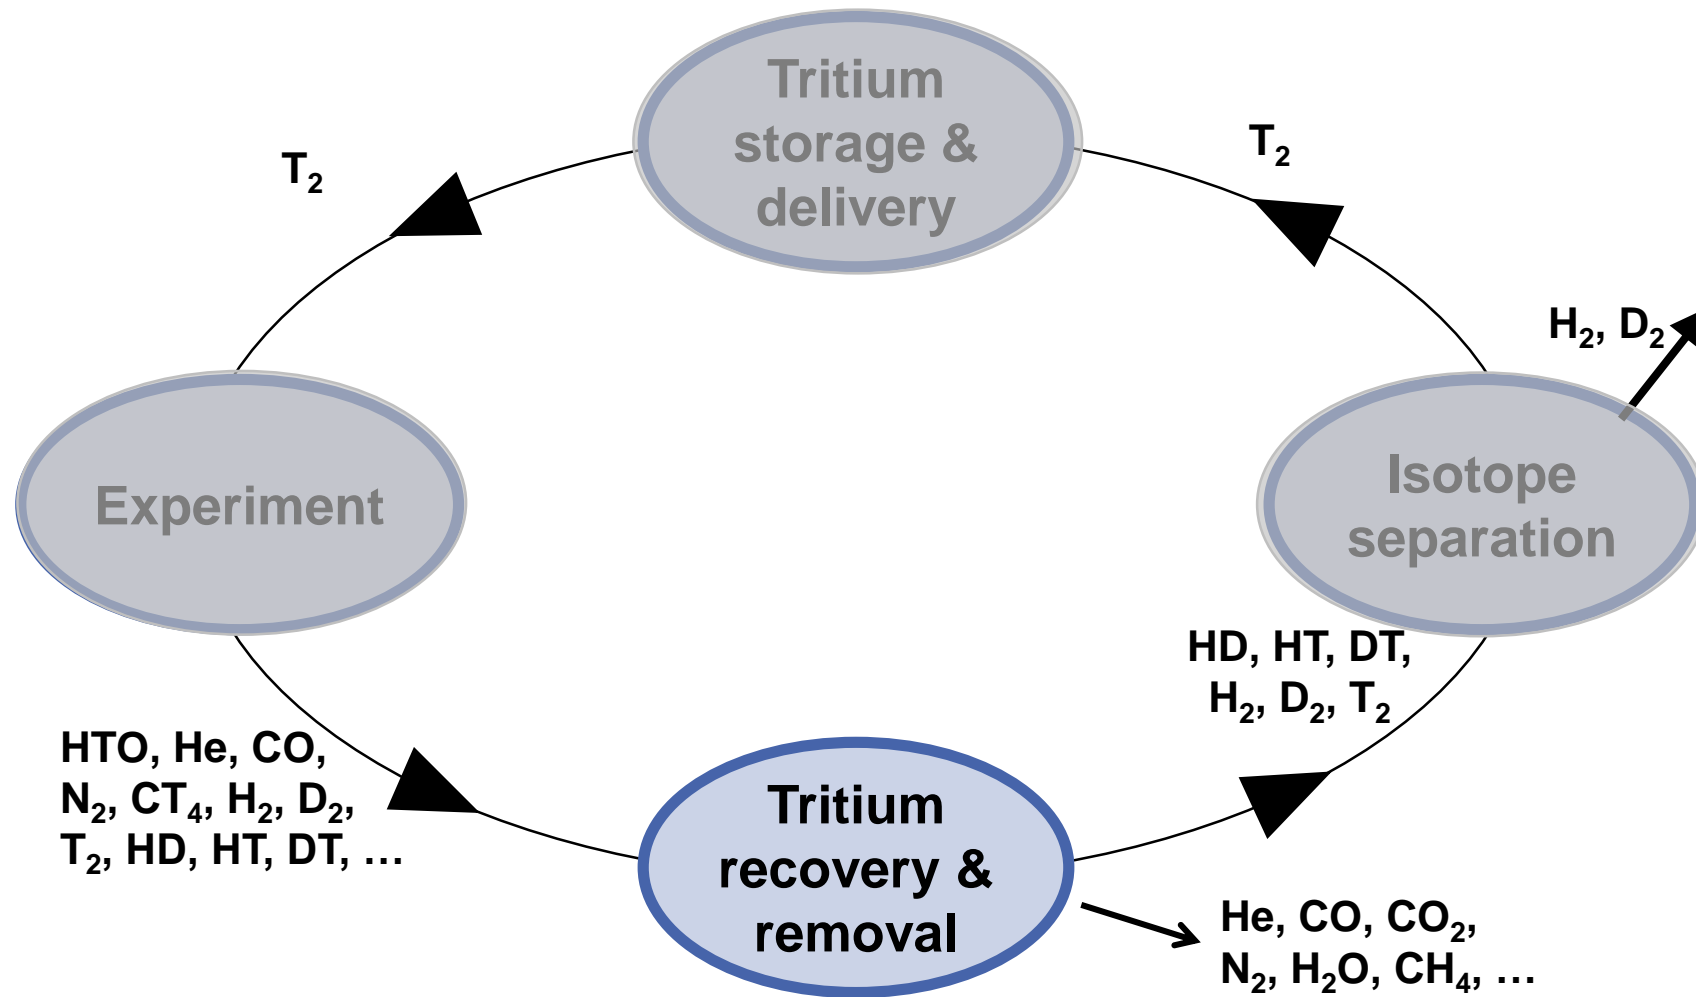 Tritium
storage &
delivery
T₂
T₂
H₂, D₂
Experiment
Isotope
separation
HD, HT, DT,
H₂, D₂, T₂
HTO, He, CO,
N₂, CT₄, H₂, D₂,
T₂, HD, HT, DT, …
Tritium
recovery &
removal
He, CO, CO₂,
N₂, H₂O, CH₄, …